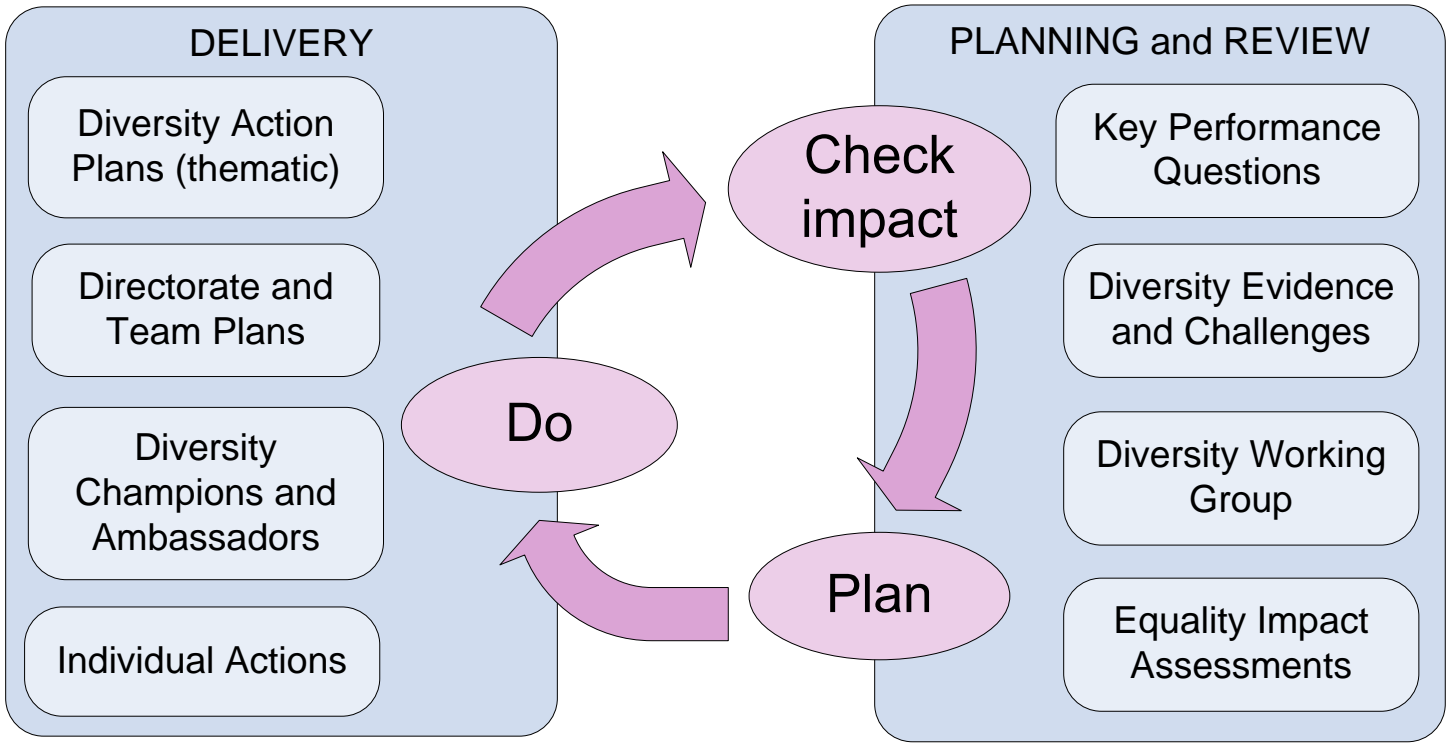 DELIVERY
Diversity Action
Plans (thematic)
Directorate and
Team Plans
Diversity
Champions and
Ambassadors
Individual Actions
Do
Check
impact
Plan
PLANNING and REVIEW
Key Performance
Questions
Diversity Evidence
and Challenges
Diversity Working
Group
Equality Impact
Assessments